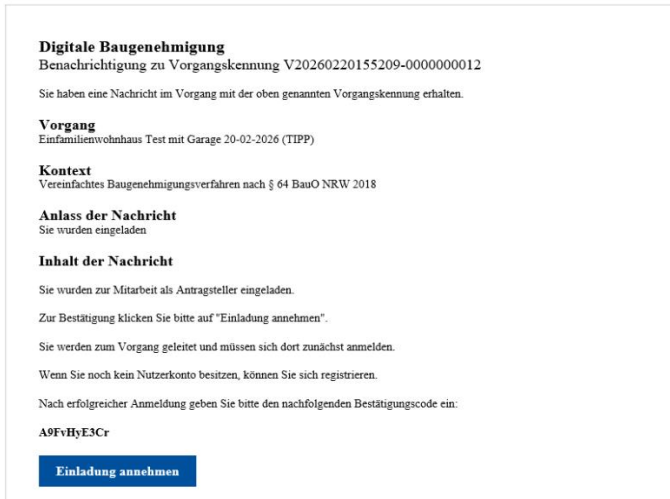 Digitale Baugenehmigung
Benachrichtigung zu Vorgangskennung V20260220155209-0000000012
Sie haben eine Nachricht im Vorgang mit der oben genannten Vorgangskennung erhalten.
Vorgang
Einfamilienwohnhaus Test mit Garage 20-02-2026 (TIPP)
Kontext
Vereinfachtes Baugenehmigungsverfahren nach § 64 BauO NRW 2018
Anlass der Nachricht
Sie wurden eingeladen
Inhalt der Nachricht
Sie wurden zur Mitarbeit als Antragsteller eingeladen.
Zur Bestätigung klicken Sie bitte auf "Einladung annehmen".
Sie werden zum Vorgang geleitet und müssen sich dort zunächst anmelden.
Wenn Sie noch kein Nutzerkonto besitzen, können Sie sich registrieren.
Nach erfolgreicher Anmeldung geben Sie bitte den nachfolgenden Bestätigungscode ein:
A9FvHyE3Cr
Einladung annehmen